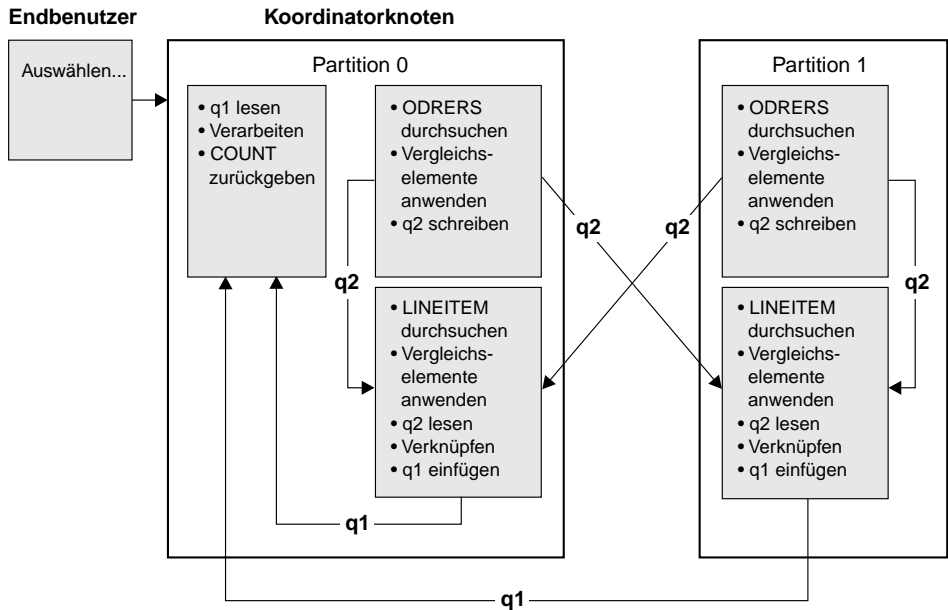 Endbenutzer
Koordinatorknoten
Auswählen...
Partition 0
• q1 lesen
• Verarbeiten
• COUNT
zurückgeben
• ODRERS
durchsuchen
• Vergleichs-
elemente
anwenden
• q2 schreiben
q2
• LINEITEM
durchsuchen
• Vergleichs-
elemente
anwenden
• q2 lesen
• Verknüpfen
• q1 einfügen
q1
q2
q2
Partition 1
• ODRERS
durchsuchen
• Vergleichs-
elemente
anwenden
• q2 schreiben
q2
• LINEITEM
durchsuchen
• Vergleichs-
elemente
anwenden
• q2 lesen
• Verknüpfen
• q1 einfügen
q1